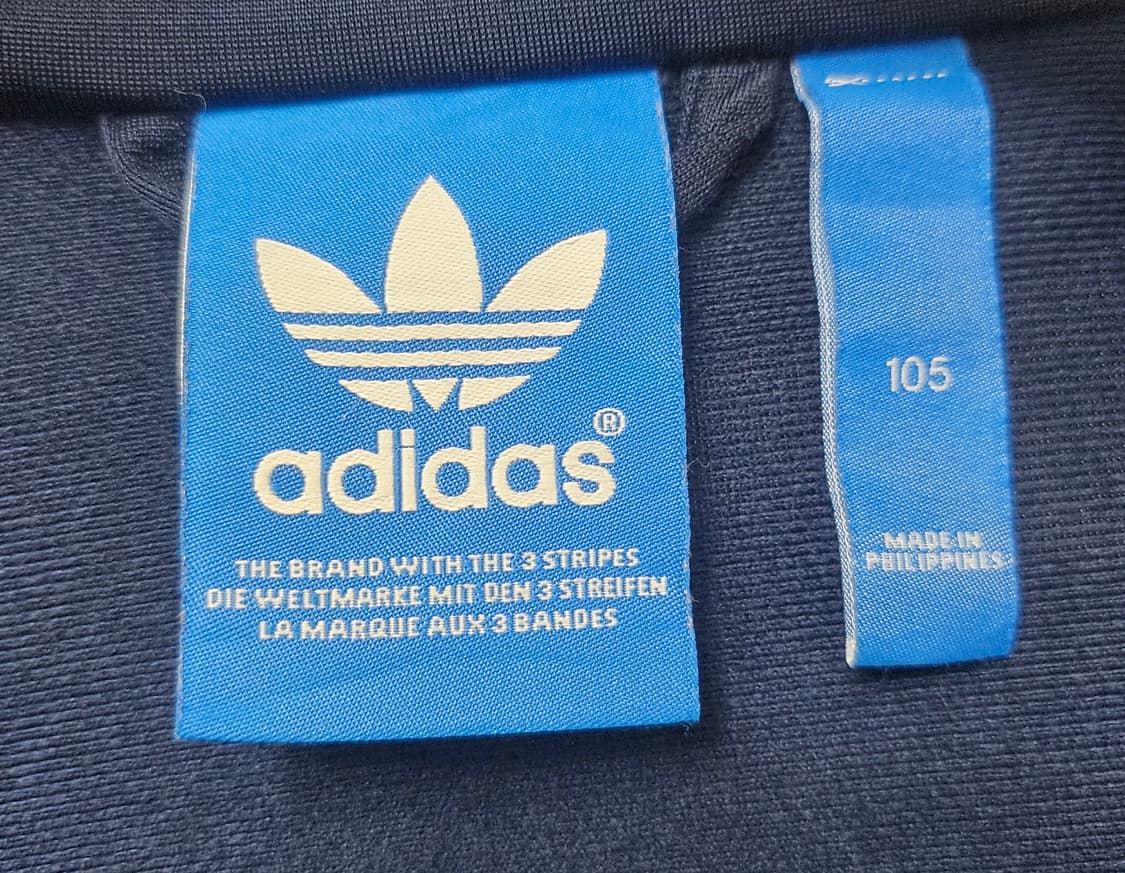 adidas®
THE BRAND WITH THE 3 STRIPES
DIE WELTMARKE MIT DEN 3 STREIFEN
LA MARQUE AUX 3 BANDES
105
MADE IN
PHILIPPINES